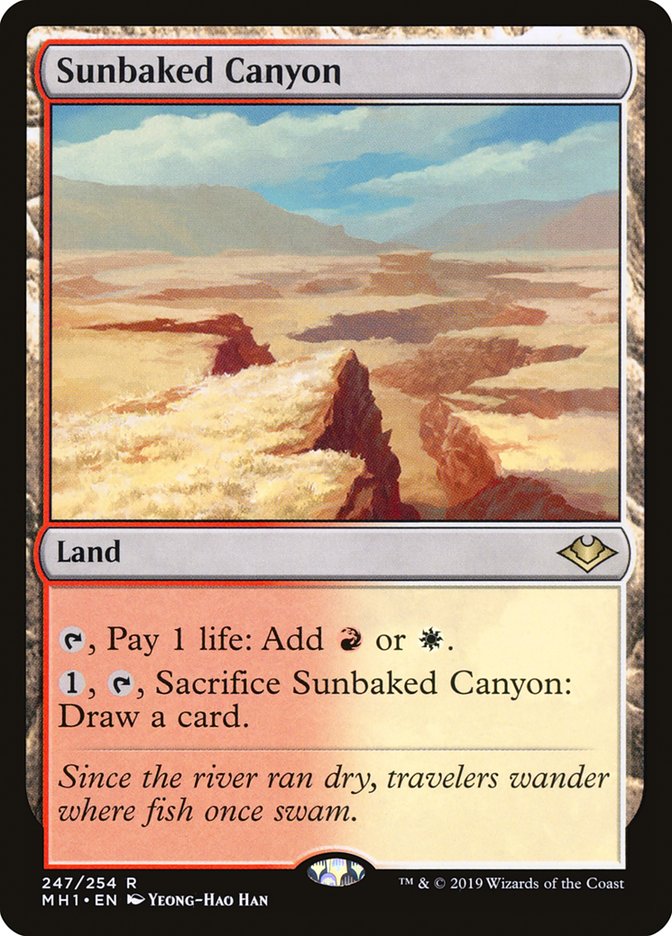 Sunbaked Canyon
Land
, Pay 1 life: Add or .
1, , Sacrifice Sunbaked Canyon:
Draw a card.
Since the river ran dry, travelers wander
where fish once swam.
247/254 R
MH1 • EN Yeong-Hao Han
™ & © 2019 Wizards of the Coast